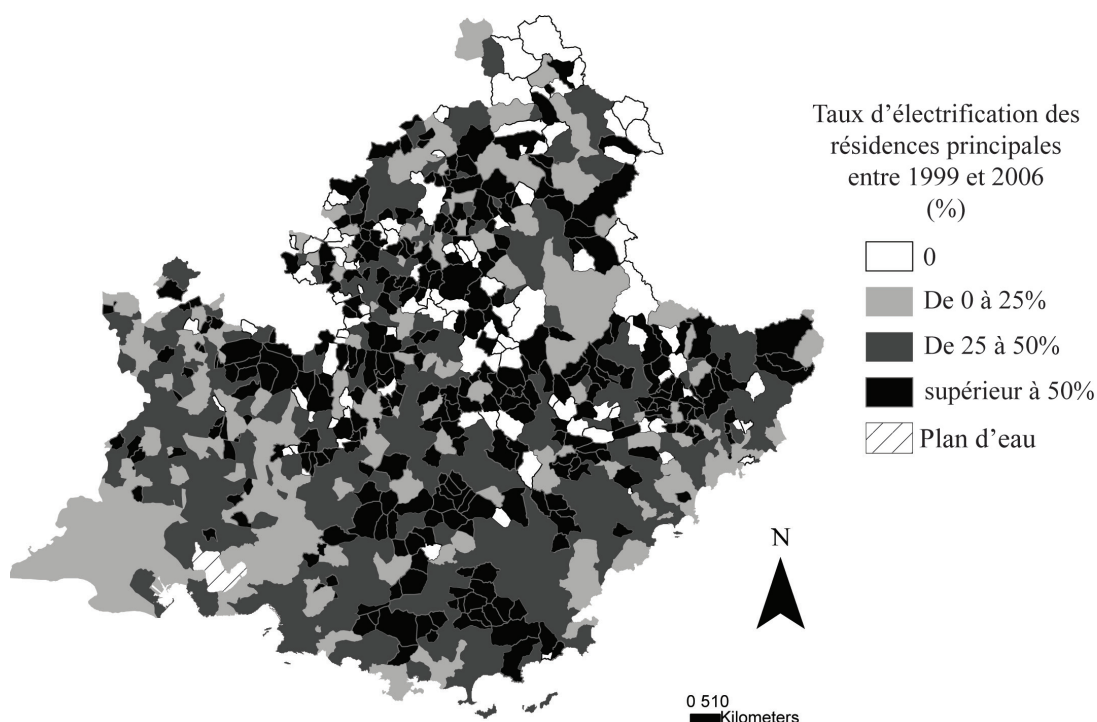 Taux d'électrification des
résidences principales
entre 1999 et 2006
(%)
0
De 0 à 25%
De 25 à 50%
supérieur à 50%
Plan d'eau
N
0 510
Kilometers